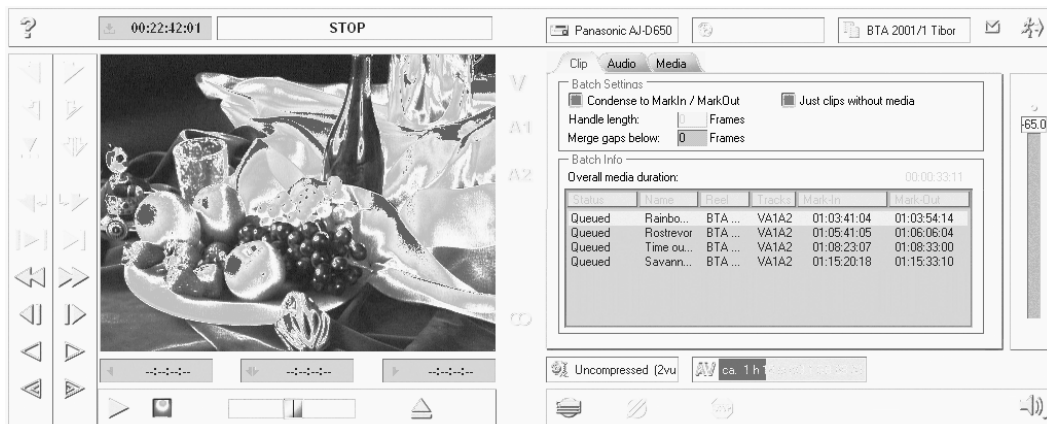 ? 00:22:42:01 STOP Panasonic AJ-D650 BTA 2001/1 Tibor
Clip Audio Media
Batch Settings
Condense to MarkIn / MarkOut Just clips without media
Handle length: 0 Frames
Merge gaps below: 0 Frames
Batch Info
Overall media duration: 00:00:33:11
Status Name Reel Tracks Mark-In Mark-Out
Queued Rainbo... BTA ... VA1A2 01:03:41:04 01:03:54:14
Queued Rostrevor BTA ... VA1A2 01:05:41:05 01:06:06:04
Queued Time ou... BTA ... VA1A2 01:08:23:07 01:08:33:00
Queued Savann... BTA ... VA1A2 01:15:20:18 01:15:33:10
V
A1
A2
-65.0
--:--:--:-- --:--:--:-- --:--:--:-- Uncompressed (2vu AV ca. 1 h